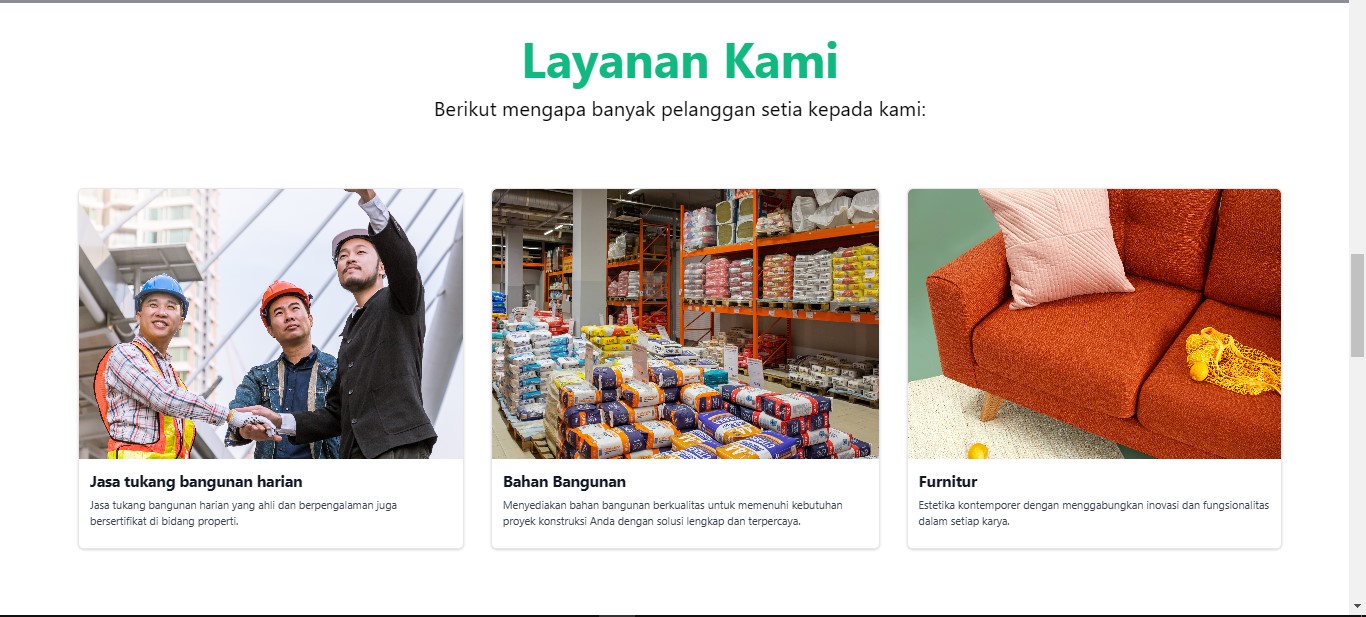 Layanan Kami
Berikut mengapa banyak pelanggan setia kepada kami:
Jasa tukang bangunan harian
Jasa tukang bangunan harian yang ahli dan berpengalaman juga
bersertifikat di bidang properti.
Bahan Bangunan
Menyediakan bahan bangunan berkualitas untuk memenuhi kebutuhan
proyek konstruksi Anda dengan solusi lengkap dan terpercaya.
Furnitur
Estetika kontemporer dengan menggabungkan inovasi dan fungsionalitas
dalam setiap karya.